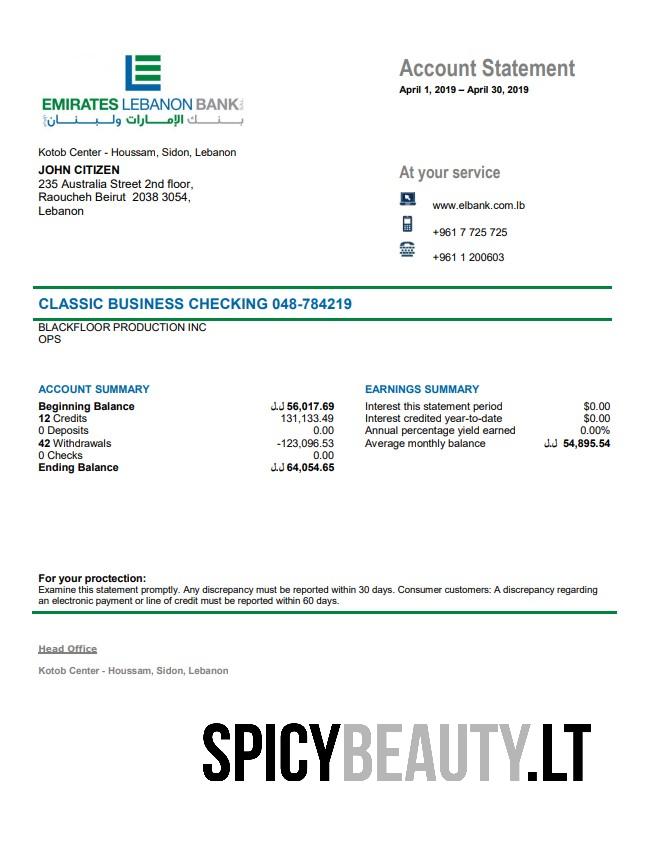 EMIRATES LEBANON BANK
بنك الإمارات ولبنان
Account Statement
April 1, 2019 – April 30, 2019
Kotob Center - Houssam, Sidon, Lebanon
JOHN CITIZEN
235 Australia Street 2nd floor,
Raoucheh Beirut 2038 3054,
Lebanon
At your service
www.elbank.com.lb
+961 7 725 725
+961 1 200603
CLASSIC BUSINESS CHECKING 048-784219
BLACKFLOOR PRODUCTION INC
OPS
ACCOUNT SUMMARY
Beginning Balance ل.ل 56,017.69
12 Credits 131,133.49
0 Deposits 0.00
42 Withdrawals -123,096.53
0 Checks 0.00
Ending Balance ل.ل 64,054.65
EARNINGS SUMMARY
Interest this statement period $0.00
Interest credited year-to-date $0.00
Annual percentage yield earned 0.00%
Average monthly balance ل.ل 54,895.54
For your proctection:
Examine this statement promptly. Any discrepancy must be reported within 30 days. Consumer customers: A discrepancy regarding
an electronic payment or line of credit must be reported within 60 days.
Head Office
Kotob Center - Houssam, Sidon, Lebanon
SPICYBEAUTY.LT